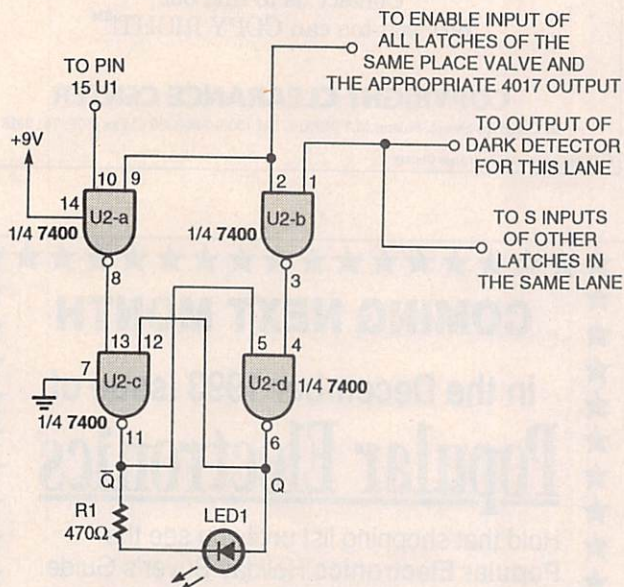 TO ENABLE INPUT OF
ALL LATCHES OF THE
SAME PLACE VALVE AND
THE APPROPRIATE 4017 OUTPUT
TO PIN
15 U1
TO OUTPUT OF
DARK DETECTOR
FOR THIS LANE
+9V
10 9
14
2 1
U2-a
U2-b
1/4 7400
1/4 7400
TO S INPUTS
OF OTHER
LATCHES IN
THE SAME LANE
8
3
13 12
5 4
7
U2-c
U2-d
1/4 7400
1/4 7400
11
6
Q̅
Q
R1
470Ω
LED1
COMING NEXT MONTH
Popular Electronics